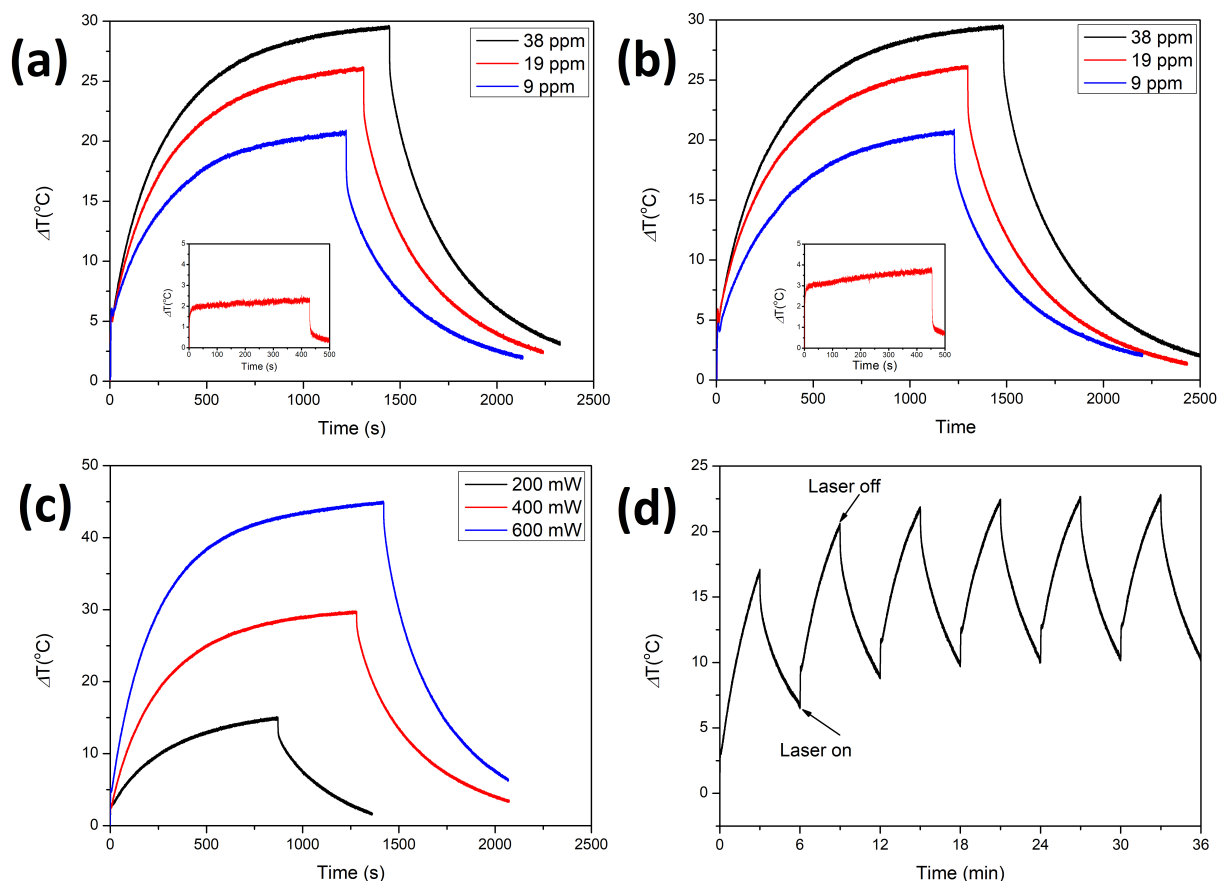 (a)
30
25
20
15
10
5
0
ΔT(°C)
38 ppm
19 ppm
9 ppm
5
4
3
2
1
0
ΔT(°C)
0 100 200 300 400 500
Time (s)
0 500 1000 1500 2000 2500
Time (s)
(b)
30
25
20
15
10
5
0
ΔT(°C)
38 ppm
19 ppm
9 ppm
5
4
3
2
1
0
ΔT(°C)
0 100 200 300 400 500
Time (s)
0 500 1000 1500 2000 2500
Time
(c)
50
40
30
20
10
0
ΔT(°C)
200 mW
400 mW
600 mW
0 500 1000 1500 2000 2500
Time (s)
(d)
25
20
15
10
5
0
ΔT(°C)
Laser off
Laser on
0 6 12 18 24 30 36
Time (min)